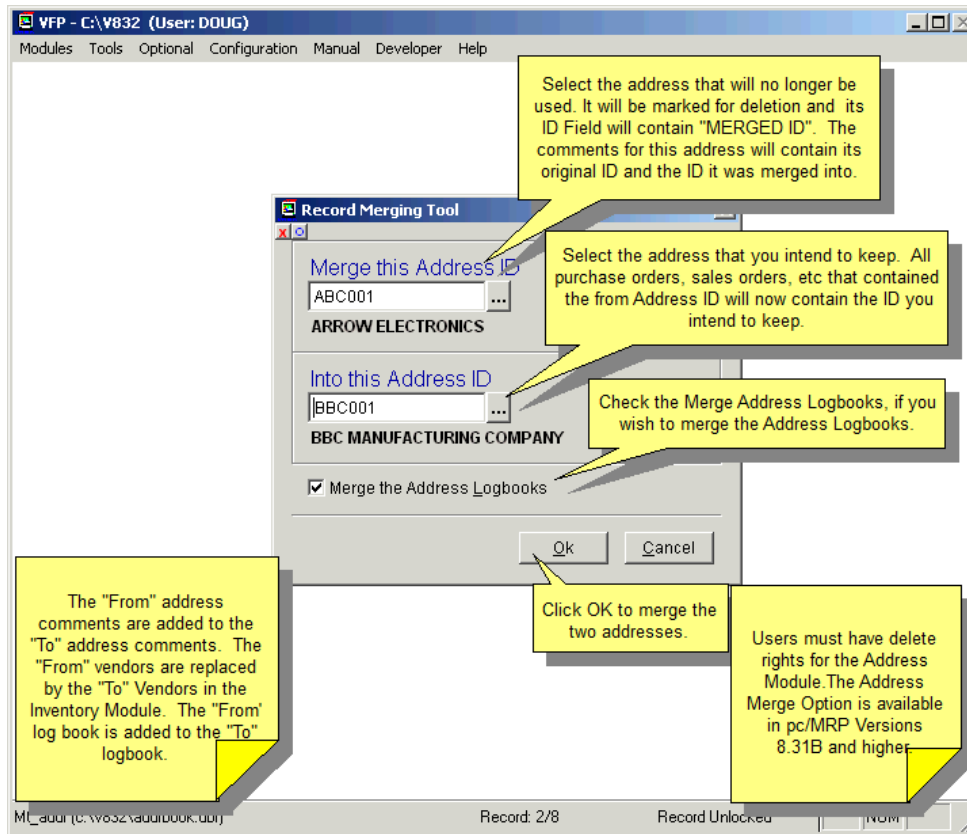 VFP - C:\V832 (User: DOUG)
Modules Tools Optional Configuration Manual Developer Help
Select the address that will no longer be
used. It will be marked for deletion and its
ID Field will contain "MERGED ID". The
comments for this address will contain its
original ID and the ID it was merged into.
Record Merging Tool
Merge this Address ID
ABC001
...
ARROW ELECTRONICS
Select the address that you intend to keep. All
purchase orders, sales orders, etc that contained
the from Address ID will now contain the ID you
intend to keep.
Into this Address ID
BBC001
...
BBC MANUFACTURING COMPANY
Check the Merge Address Logbooks, if you
wish to merge the Address Logbooks.
Merge the Address Logbooks
Ok Cancel
Click OK to merge the
two addresses.
The "From" address
comments are added to the
"To" address comments. The
"From" vendors are replaced
by the "To" Vendors in the
Inventory Module. The "From'
log book is added to the "To"
logbook.
Users must have delete
rights for the Address
Module.The Address
Merge Option is available
in pc/MRP Versions
8.31B and higher.
Record: 2/8 Record Unlocked NUM